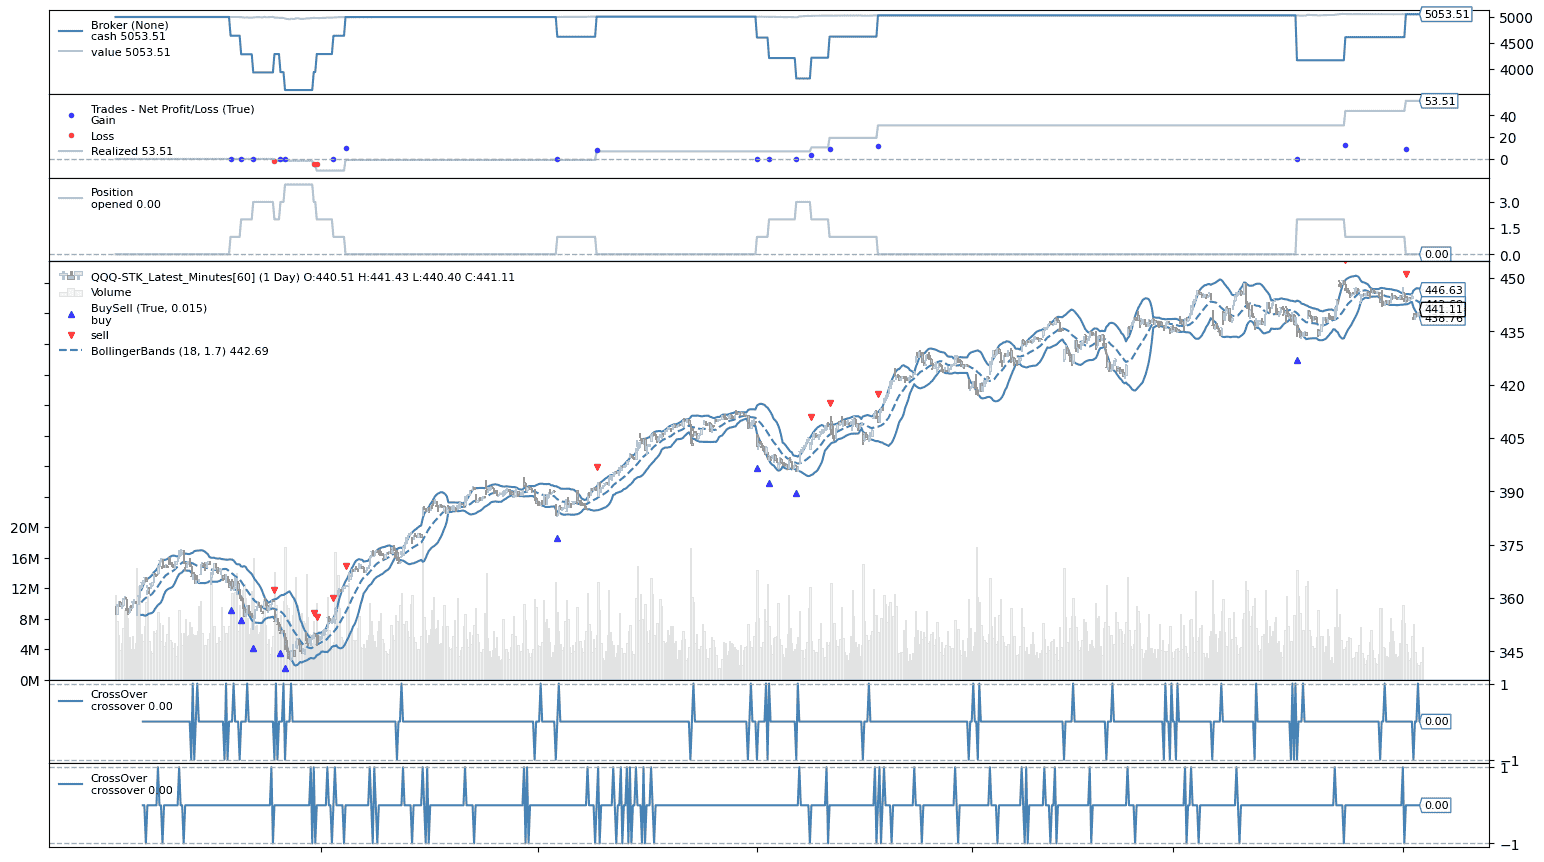 Broker (None)
cash 5053.51
value 5053.51
5053.51
5000
4500
4000
Trades - Net Profit/Loss (True)
Gain
Loss
Realized 53.51
53.51
40
20
0
Position
opened 0.00
3.0
1.5
0.0
0.00
QQQ-STK_Latest_Minutes[60] (1 Day) O:440.51 H:441.43 L:440.40 C:441.11
Volume
BuySell (True, 0.015)
buy
sell
BollingerBands (18, 1.7) 442.69
450
446.63
441.11
438.76
435
420
405
390
375
360
345
20M
16M
12M
8M
4M
0M
CrossOver
crossover 0.00
1
0.00
−1
CrossOver
crossover 0.00
1
0.00
−1